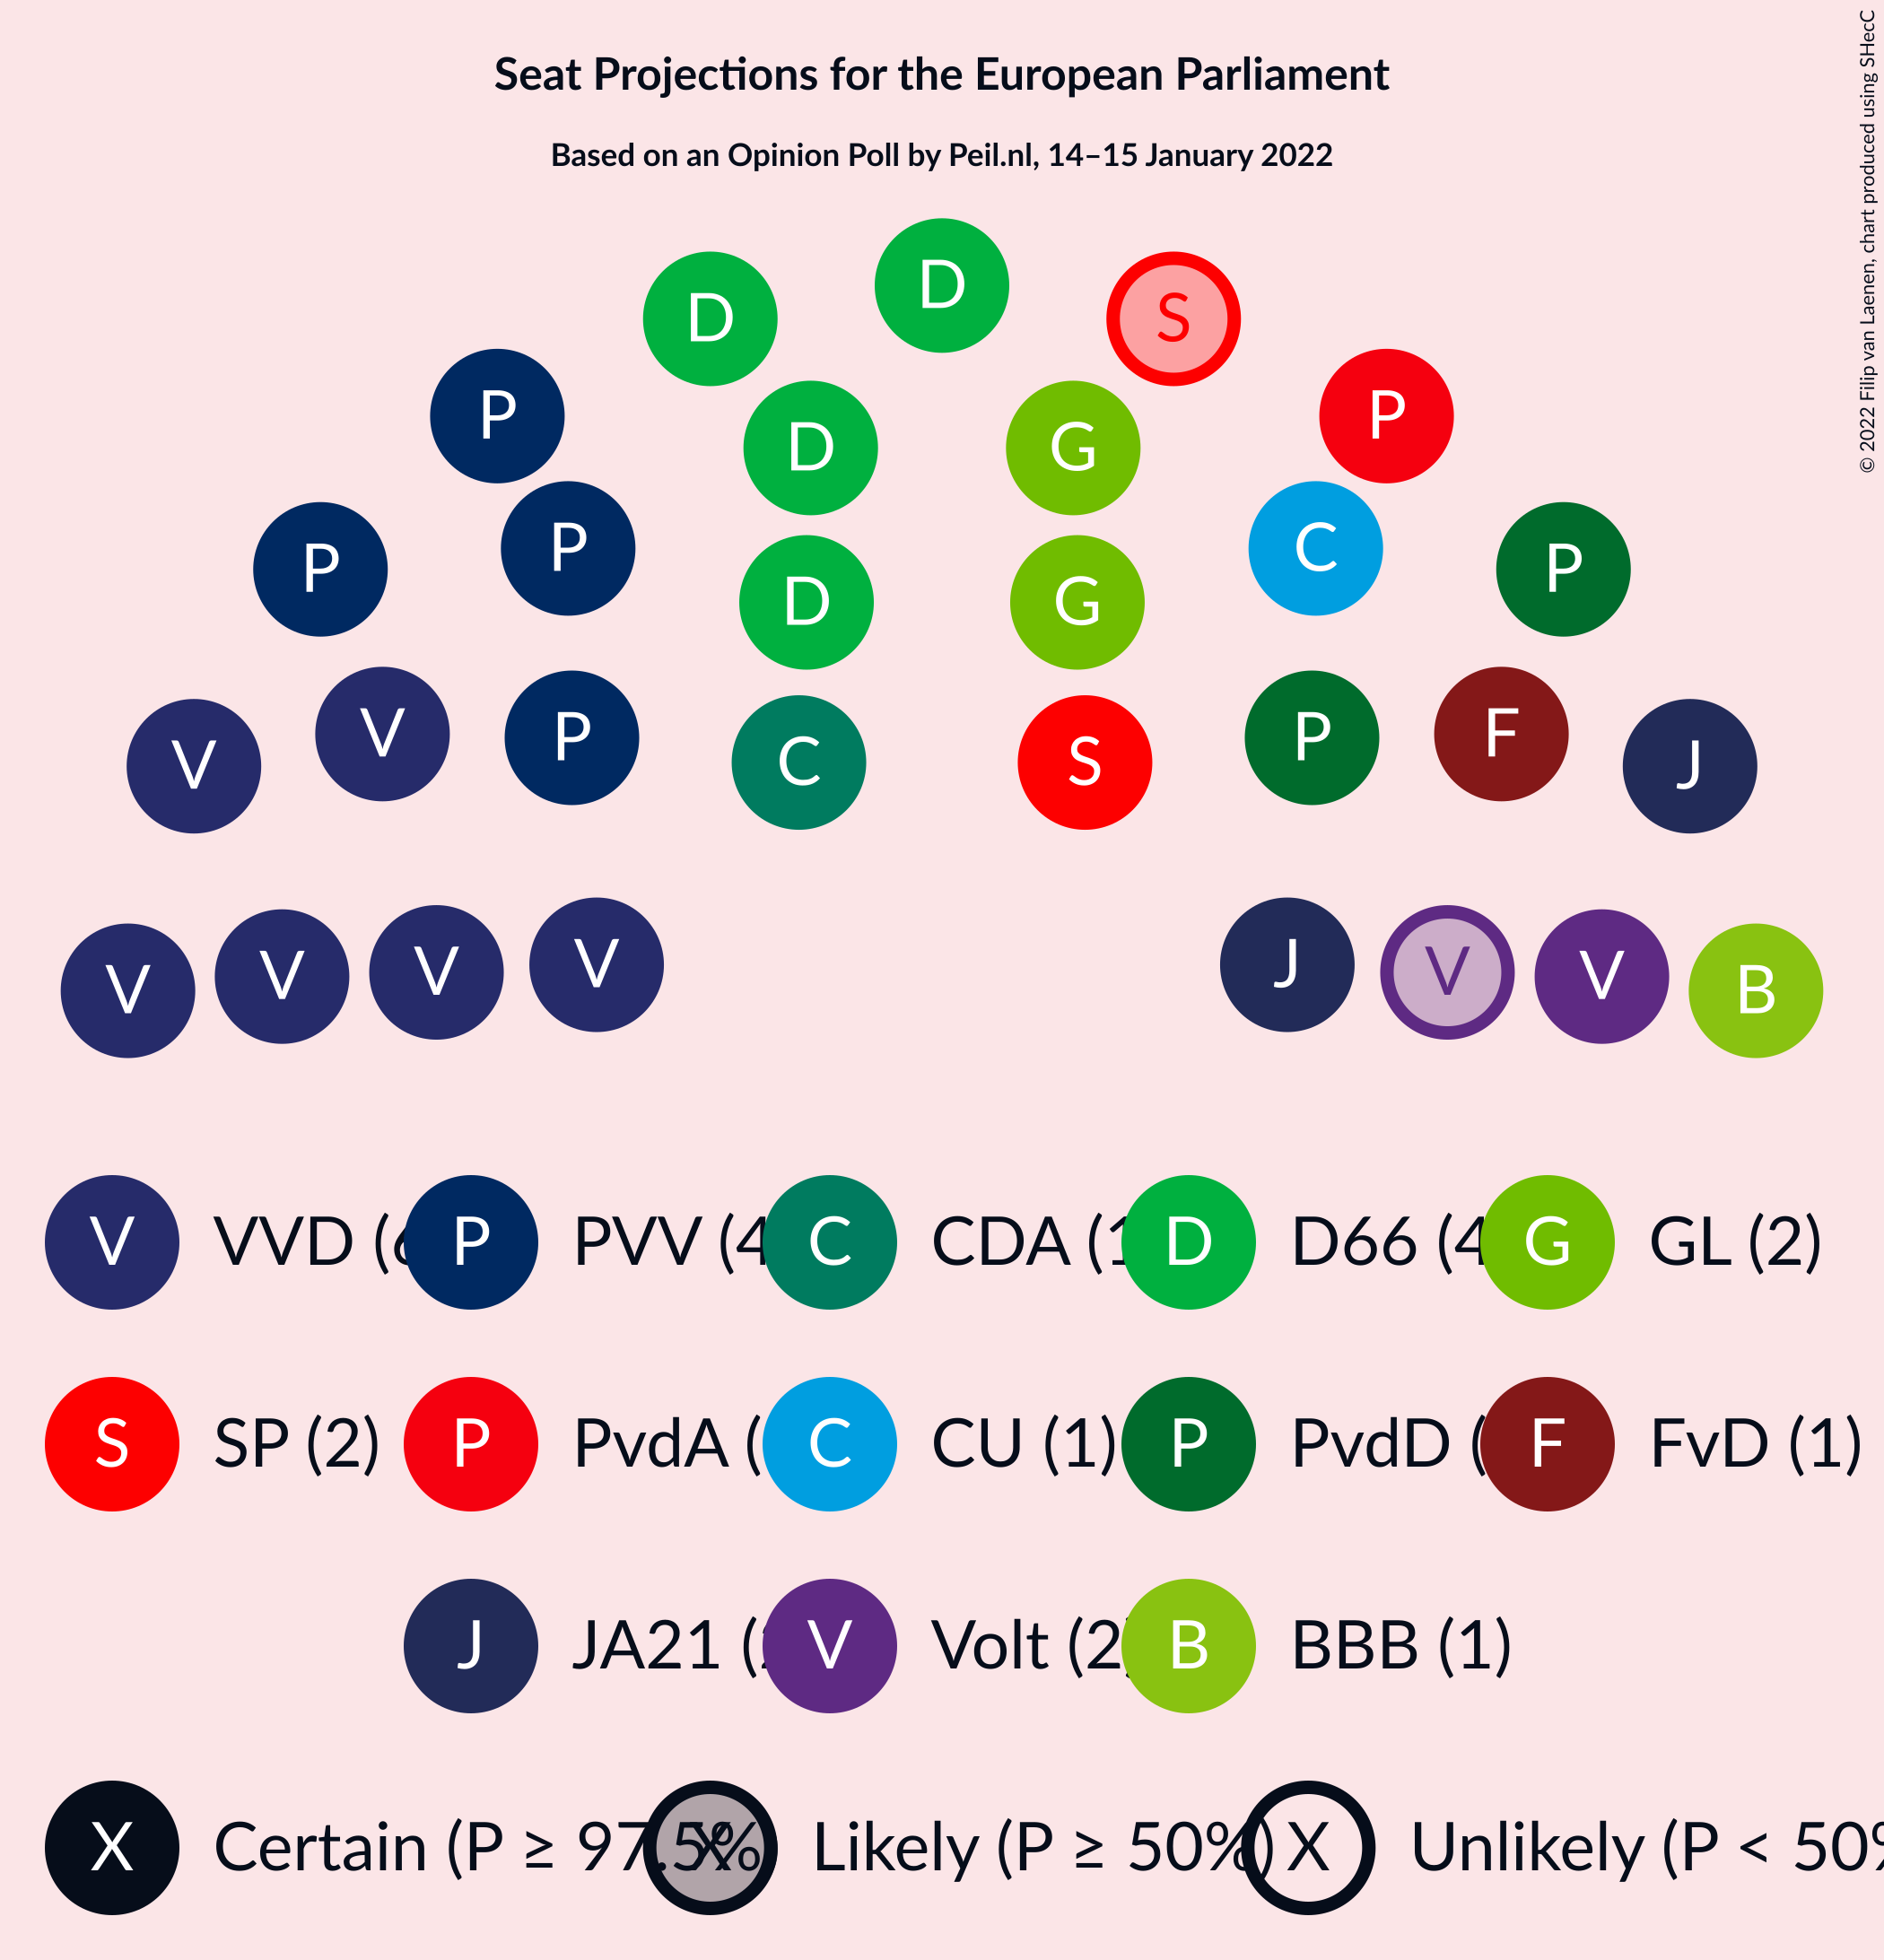 Seat Projections for the European Parliament
Based on an Opinion Poll by Peil.nl, 14–15 January 2022
© 2022 Filip van Laenen, chart produced using SHecC
D
D S
P P
D G
P P C P
D G
V V P C S P F J
V V V V J V V B
V VVD ( P PVV (4 C CDA (1 D D66 (4 G GL (2)
S SP (2) P PvdA ( C CU (1) P PvdD ( F FvD (1)
J JA21 ( V Volt (2) B BBB (1)
X Certain (P ≥ 97.5% X Likely (P ≥ 50%) X Unlikely (P < 50%